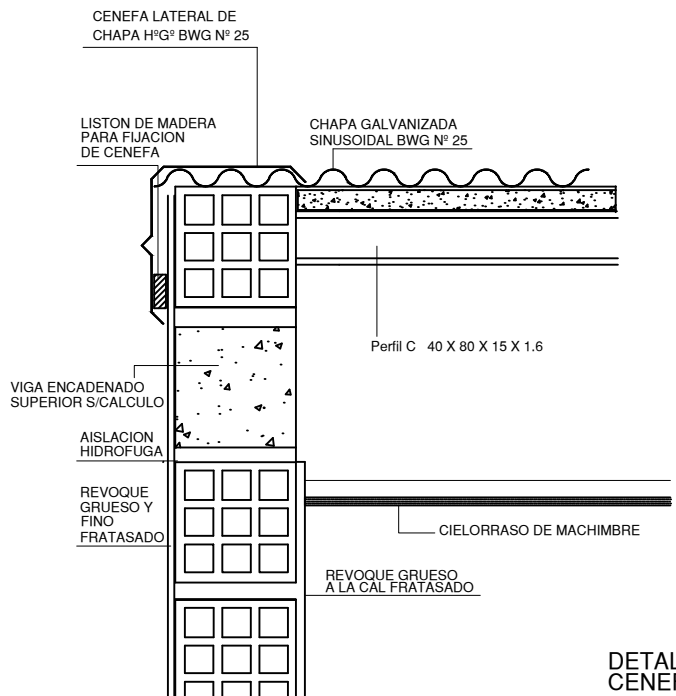 CENEFA LATERAL DE
CHAPA HºGº BWG Nº 25
LISTON DE MADERA
PARA FIJACION
DE CENEFA
CHAPA GALVANIZADA
SINUSOIDAL BWG Nº 25
Perfil C 40 X 80 X 15 X 1.6
VIGA ENCADENADO
SUPERIOR S/CALCULO
AISLACION
HIDROFUGA
REVOQUE
GRUESO Y
FINO
FRATASADO
CIELORRASO DE MACHIMBRE
REVOQUE GRUESO
A LA CAL FRATASADO